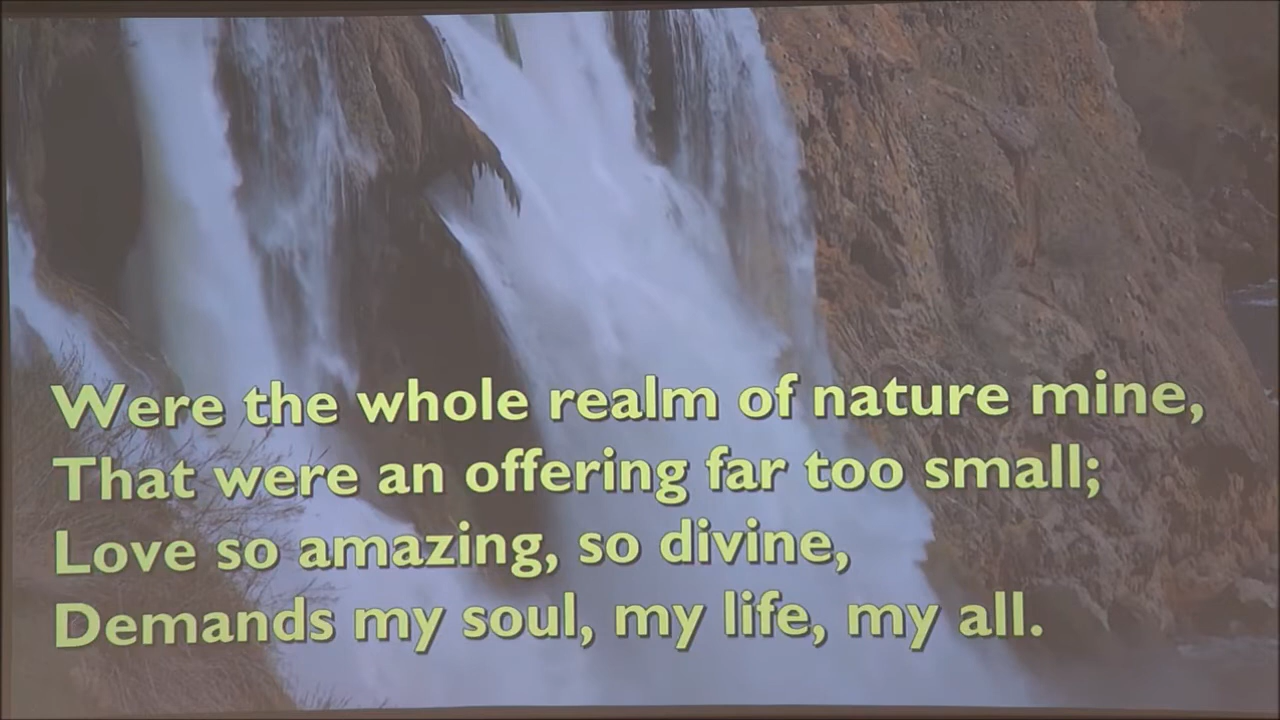 Were the whole realm of nature mine,
That were an offering far too small;
Love so amazing, so divine,
Demands my soul, my life, my all.